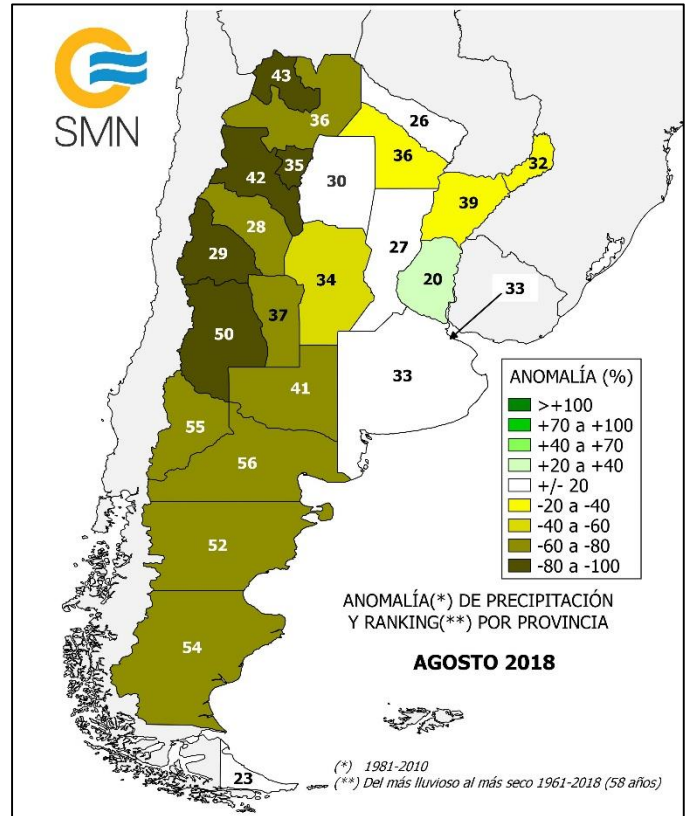 SMN
43
36
26
36
32
35
42
30
39
28
27
29
34
20
33
37
50
33
41
55
56
52
54
23
ANOMALÍA (%)
>+100
+70 a +100
+40 a +70
+20 a +40
+/- 20
-20 a -40
-40 a -60
-60 a -80
-80 a -100
ANOMALÍA(*) DE PRECIPITACIÓN
Y RANKING(**) POR PROVINCIA
AGOSTO 2018
(*) 1981-2010
(**) Del más lluvioso al más seco 1961-2018 (58 años)